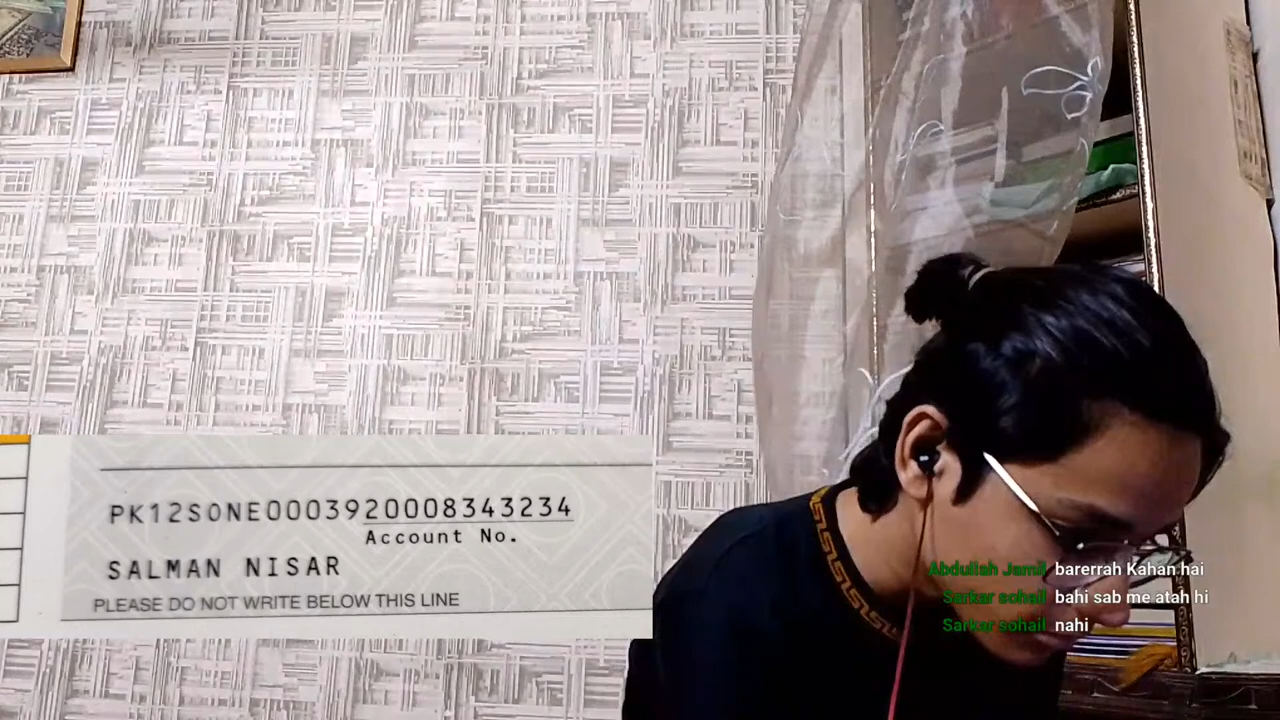 PK12SONE0003920008343234
Account No.
SALMAN NISAR
PLEASE DO NOT WRITE BELOW THIS LINE
Abdullah Jamil barerrah Kahan hai
Sarkar sohail bahi sab me atah hi
Sarkar sohail nahi